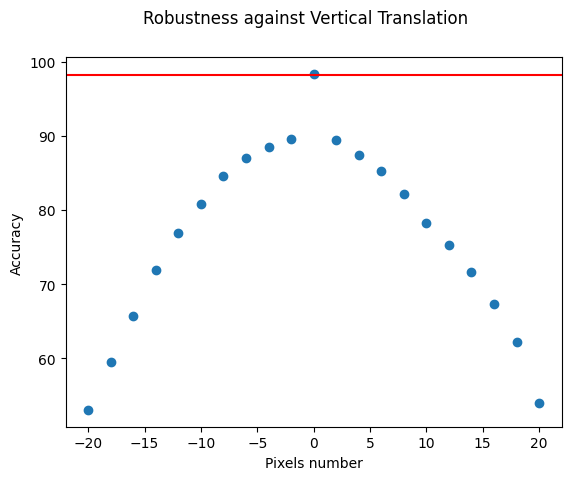 Robustness against Vertical Translation
100
90
80
70
60
Accuracy
−20 −15 −10 −5 0 5 10 15 20
Pixels number